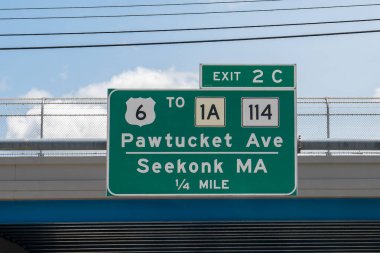 EXIT 2 C
6 TO 1A 114
Pawtucket Ave
Seekonk MA
1/4 MILE